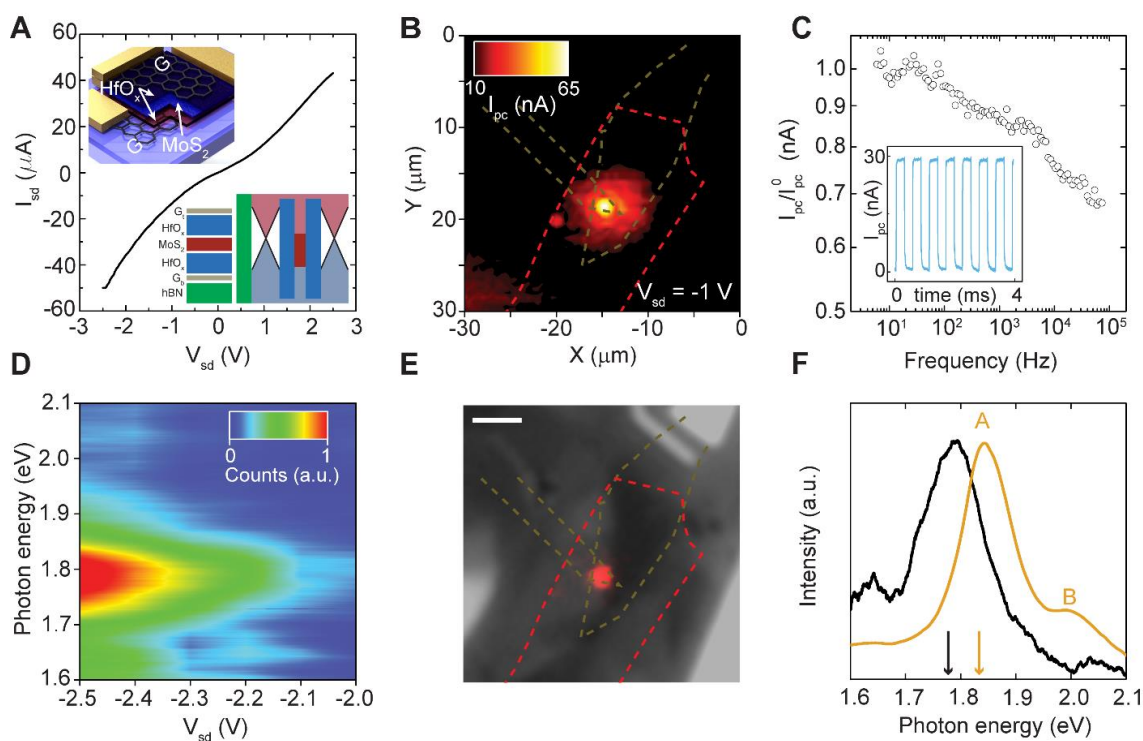 A
60
40
20
0
-20
-40
-60
I_sd (μA)
-3 -2 -1 0 1 2 3
V_sd (V)
G
HfO_x
MoS_2
G
G_t
HfO_x
MoS_2
HfO_x
G_b
hBN
B
0
10
20
30
Y (μm)
-30 -20 -10 0
X (μm)
10 65
I_pc (nA)
V_sd = -1 V
C
1.0
0.9
0.8
0.7
0.6
0.5
I_pc/I_pc^0 (nA)
10^1 10^2 10^3 10^4 10^5
Frequency (Hz)
30
0
I_pc (nA)
0 time (ms) 4
D
2.1
2.0
1.9
1.8
1.7
1.6
Photon energy (eV)
-2.5 -2.4 -2.3 -2.2 -2.1 -2.0
V_sd (V)
0 1
Counts (a.u.)
E
F
A
B
Intensity (a.u.)
1.6 1.7 1.8 1.9 2.0 2.1
Photon energy (eV)